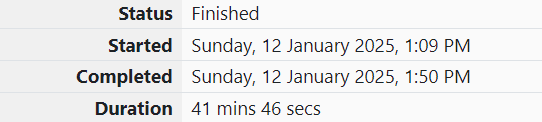 Status Finished
Started Sunday, 12 January 2025, 1:09 PM
Completed Sunday, 12 January 2025, 1:50 PM
Duration 41 mins 46 secs